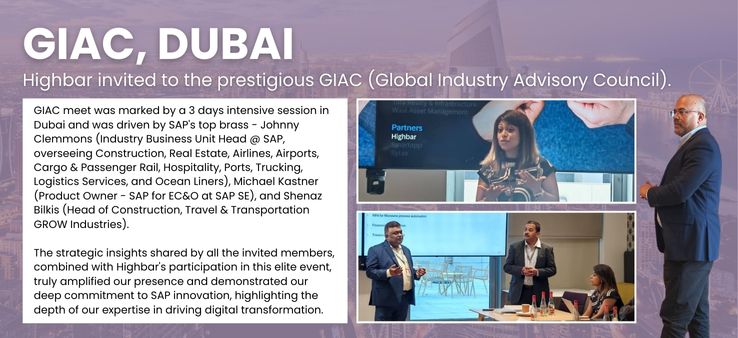 GIAC, DUBAI
Highbar invited to the prestigious GIAC (Global Industry Advisory Council).
GIAC meet was marked by a 3 days intensive session in
Dubai and was driven by SAP's top brass - Johnny
Clemmons (Industry Business Unit Head @ SAP,
overseeing Construction, Real Estate, Airlines, Airports,
Cargo & Passenger Rail, Hospitality, Ports, Trucking,
Logistics Services, and Ocean Liners), Michael Kastner
(Product Owner - SAP for EC&O at SAP SE), and Shenaz
Bilkis (Head of Construction, Travel & Transportation
GROW Industries).
The strategic insights shared by all the invited members,
combined with Highbar's participation in this elite event,
truly amplified our presence and demonstrated our
deep commitment to SAP innovation, highlighting the
depth of our expertise in driving digital transformation.
Asset Management
Partners
Highbar